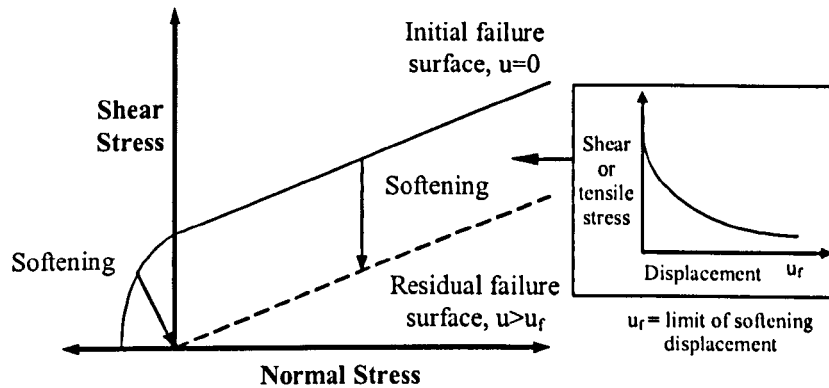 Initial failure
surface, u=0
Shear
Stress
Softening
Softening
Residual failure
surface, u>u_f
Normal Stress
Shear
or
tensile
stress
Displacement u_f
u_f = limit of softening
displacement